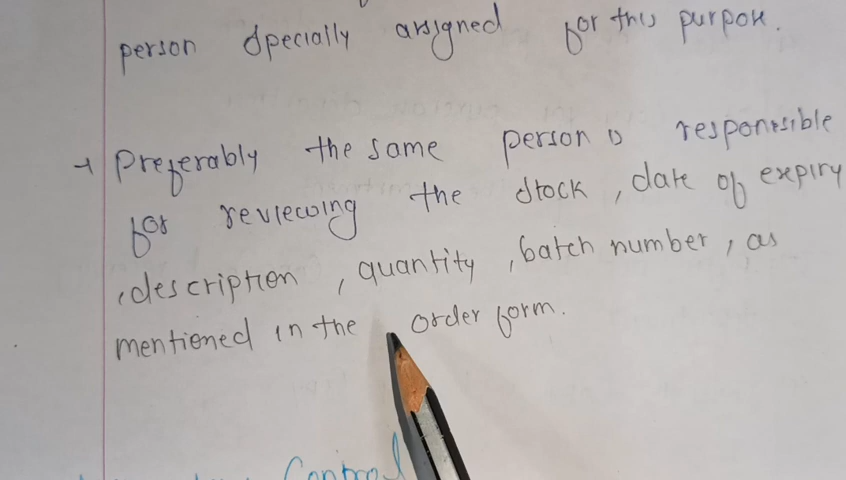 person specially assigned for this purpose.
→ Preferably the same person is responsible
for reviewing the stock, date of expiry
, description, quantity, batch number, as
mentioned in the order form.
Control